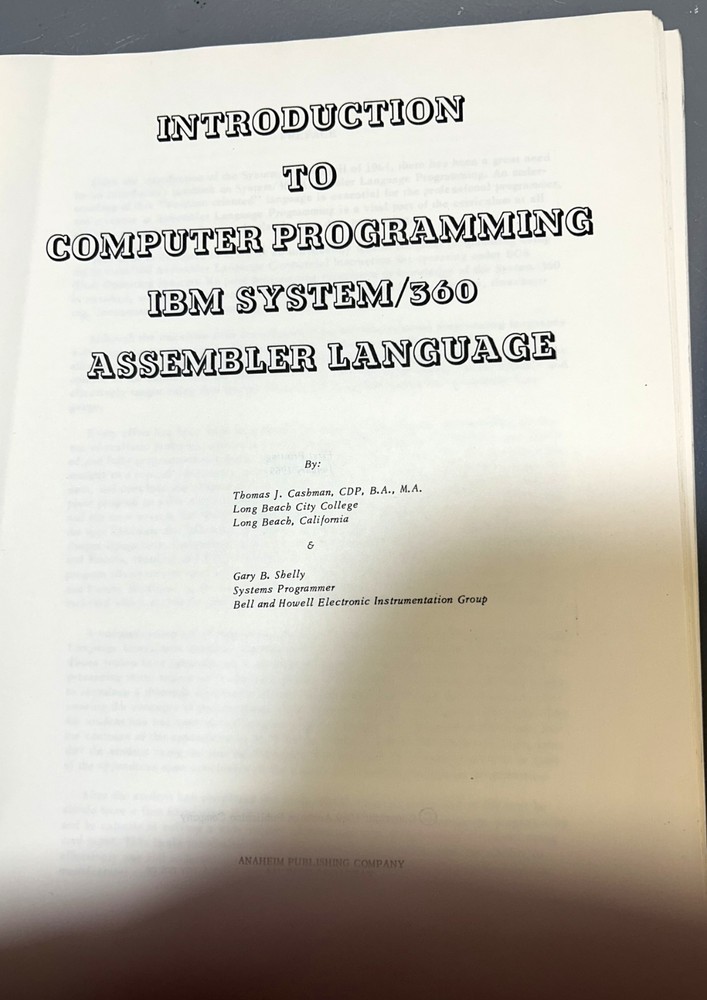 INTRODUCTION
TO
COMPUTER PROGRAMMING
IBM SYSTEM/360
ASSEMBLER LANGUAGE
By:
Thomas J. Cashman, CDP, B.A., M.A.
Long Beach City College
Long Beach, California
&
Gary B. Shelly
Systems Programmer
Bell and Howell Electronic Instrumentation Group
ANAHEIM PUBLISHING COMPANY